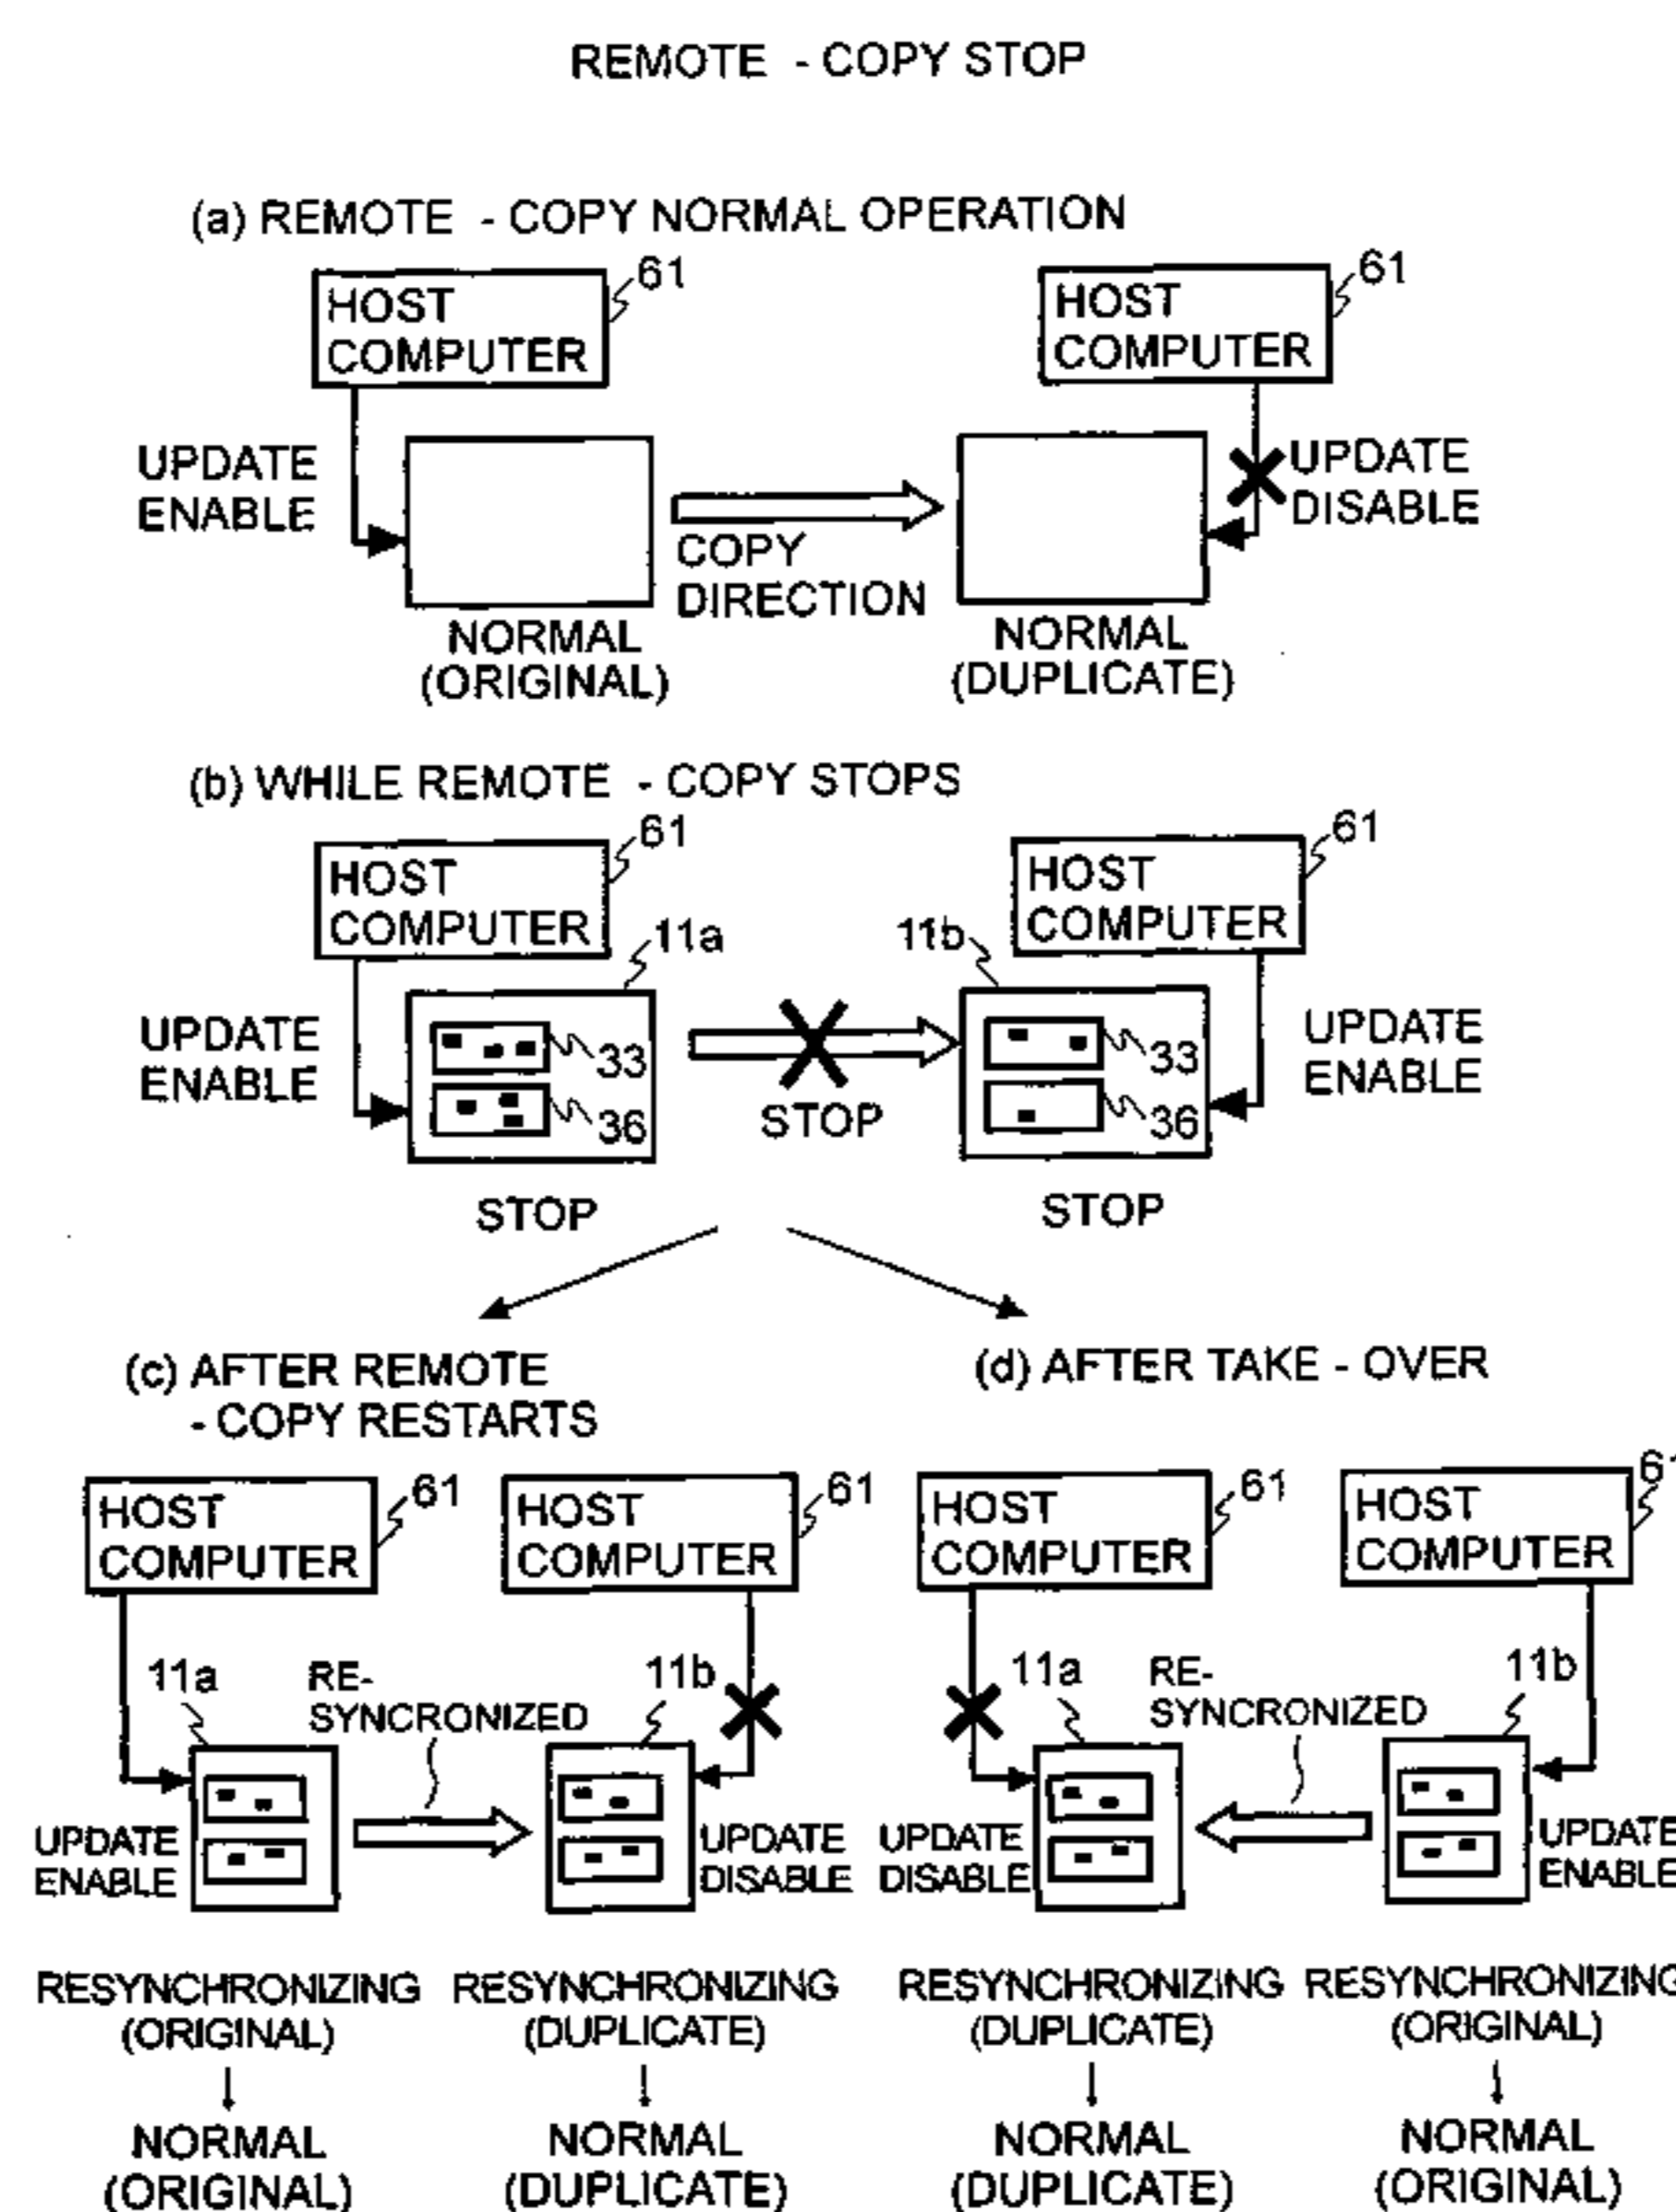 REMOTE - COPY STOP
(a) REMOTE - COPY NORMAL OPERATION
HOST
COMPUTER
61
HOST
COMPUTER
61
UPDATE
ENABLE
COPY
DIRECTION
UPDATE
DISABLE
NORMAL
(ORIGINAL)
NORMAL
(DUPLICATE)
(b) WHILE REMOTE - COPY STOPS
HOST
COMPUTER
61
HOST
COMPUTER
61
11a
11b
UPDATE
ENABLE
33
36
STOP
33
36
UPDATE
ENABLE
STOP
STOP
(c) AFTER REMOTE
- COPY RESTARTS
(d) AFTER TAKE - OVER
HOST
COMPUTER
61
HOST
COMPUTER
61
HOST
COMPUTER
61
HOST
COMPUTER
61
11a
RE-
SYNCRONIZED
11b
11a
RE-
SYNCRONIZED
11b
UPDATE
ENABLE
UPDATE
DISABLE
UPDATE
DISABLE
UPDATE
ENABLE
RESYNCHRONIZING
(ORIGINAL)
RESYNCHRONIZING
(DUPLICATE)
RESYNCHRONIZING
(DUPLICATE)
RESYNCHRONIZING
(ORIGINAL)
NORMAL
(ORIGINAL)
NORMAL
(DUPLICATE)
NORMAL
(DUPLICATE)
NORMAL
(ORIGINAL)